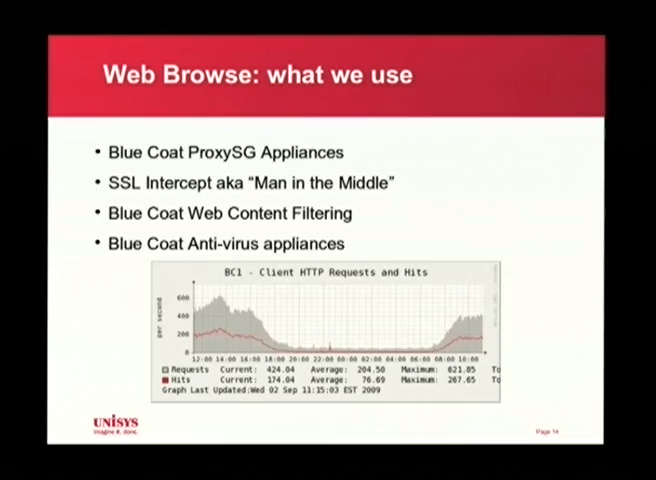 Web Browse: what we use
• Blue Coat ProxySG Appliances
• SSL Intercept aka “Man in the Middle”
• Blue Coat Web Content Filtering
• Blue Coat Anti-virus appliances
BC1 - Client HTTP Requests and Hits
per second
600
400
200
0
12:00 14:00 16:00 18:00 20:00 22:00 00:00 02:00 04:00 06:00 08:00 10:00
Requests Current: 424.04 Average: 204.50 Maximum: 621.85 To
Hits Current: 174.04 Average: 76.69 Maximum: 267.65 To
Graph Last Updated:Wed 02 Sep 11:15:03 EST 2009
UNISYS
imagine it. done.
Page 14